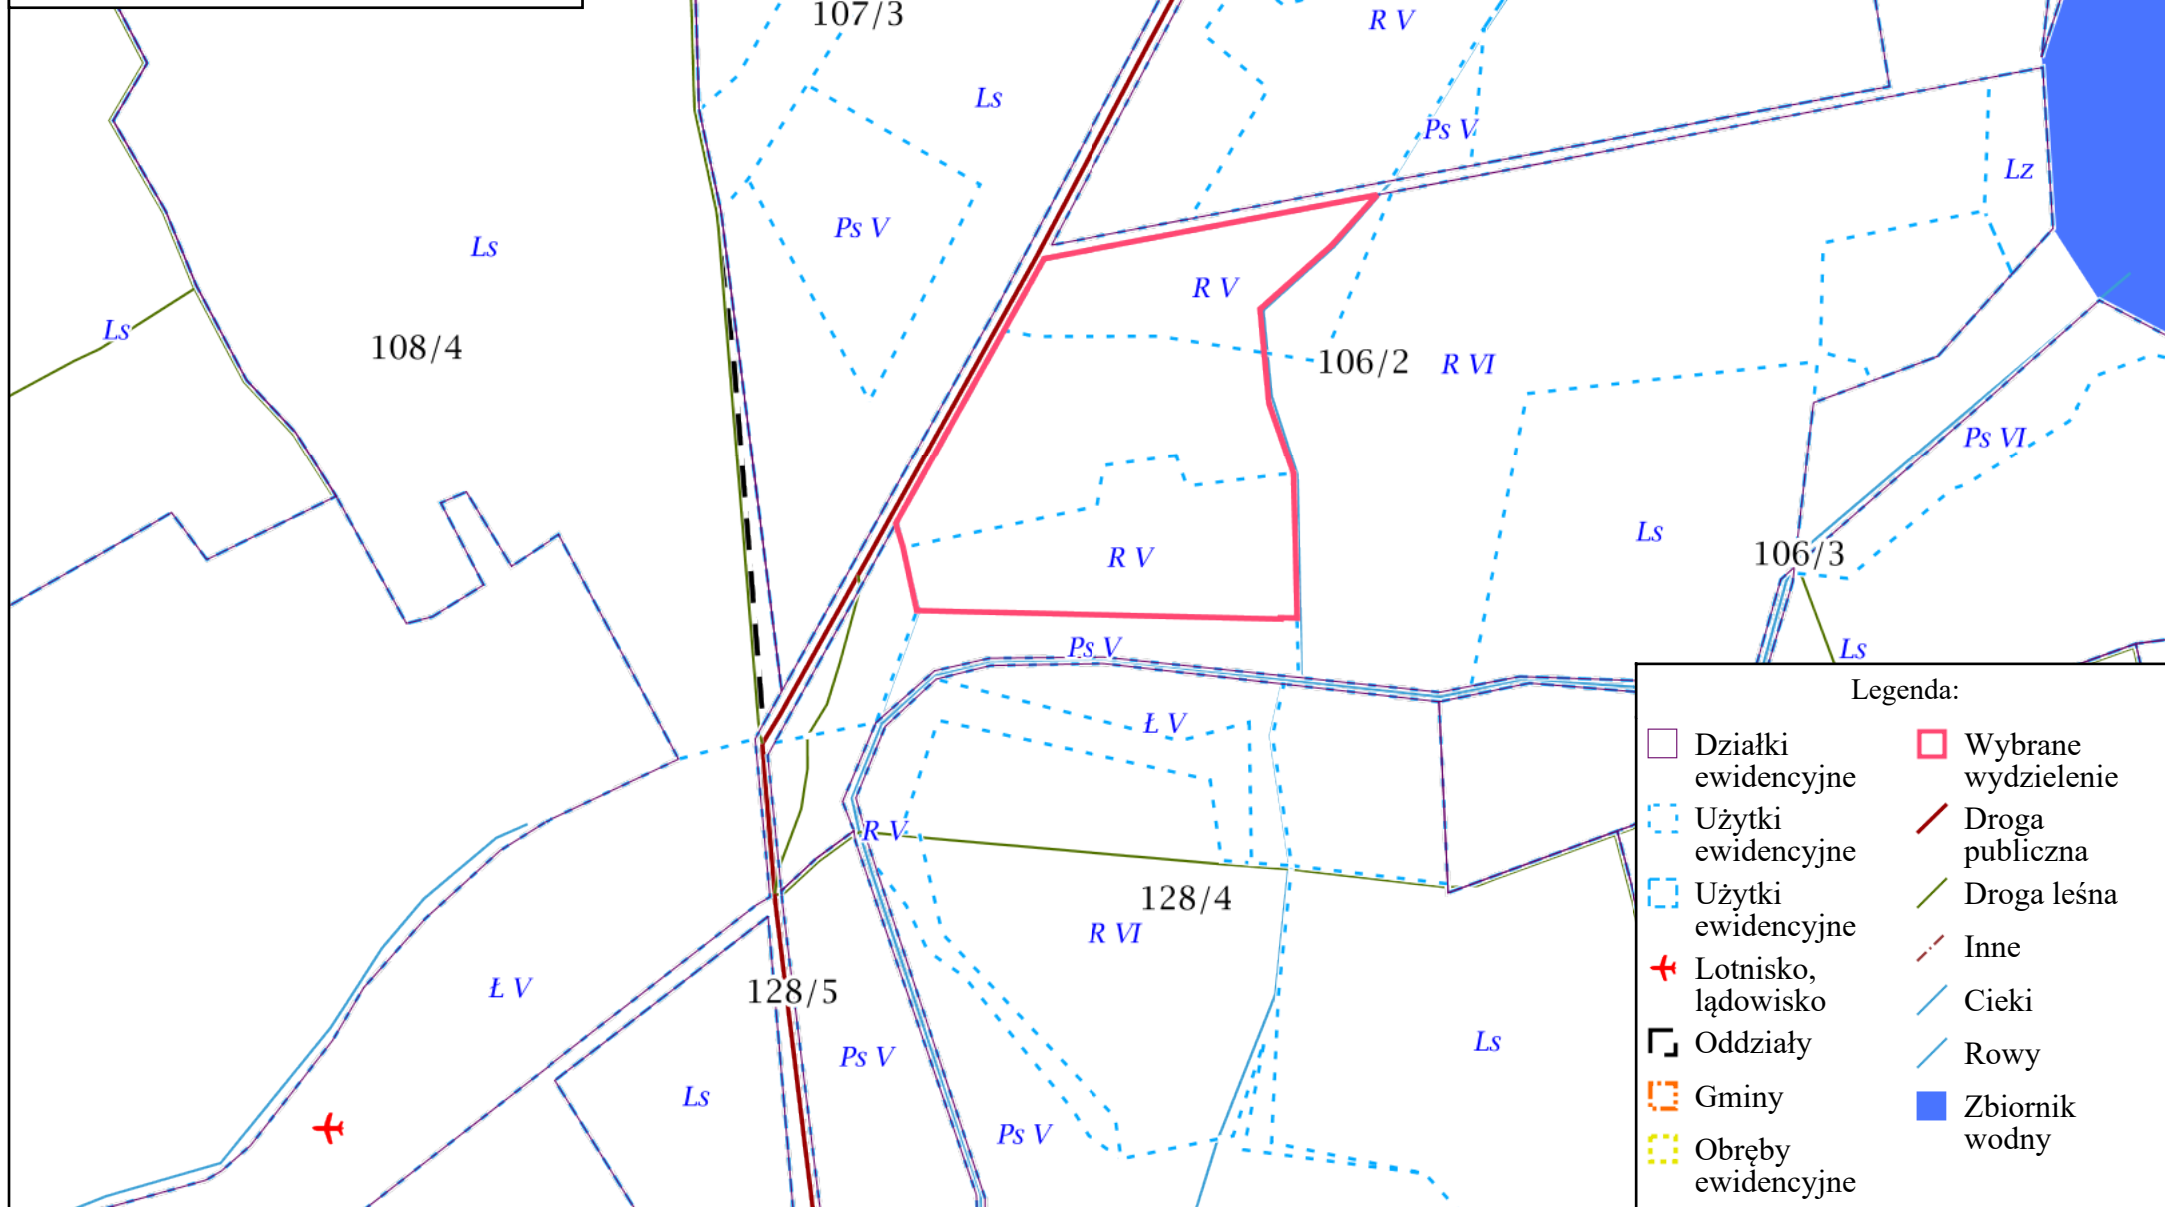 107/3
R V
Ls
Ps V
Lz
Ps V
Ls
R V
Ls
108/4
106/2
R VI
Ps VI
Ls
106/3
R V
Ps V
Ls
Ł V
R V
128/4
R VI
Ł V
128/5
Ps V
Ls
Ls
Ps V
Legenda:
Działki
ewidencyjne
Użytki
ewidencyjne
Użytki
ewidencyjne
Lotnisko,
lądowisko
Oddziały
Gminy
Obręby
ewidencyjne
Wybrane
wydzielenie
Droga
publiczna
Droga leśna
Inne
Cieki
Rowy
Zbiornik
wodny